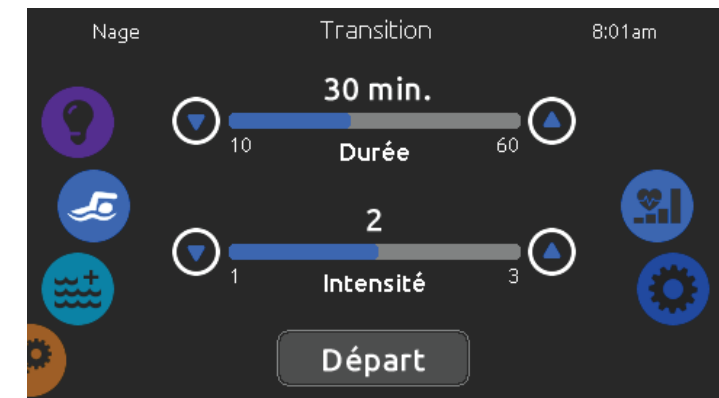 Nage Transition 8:01am
30 min.
10 Durée 60
2
1 Intensité 3
Départ